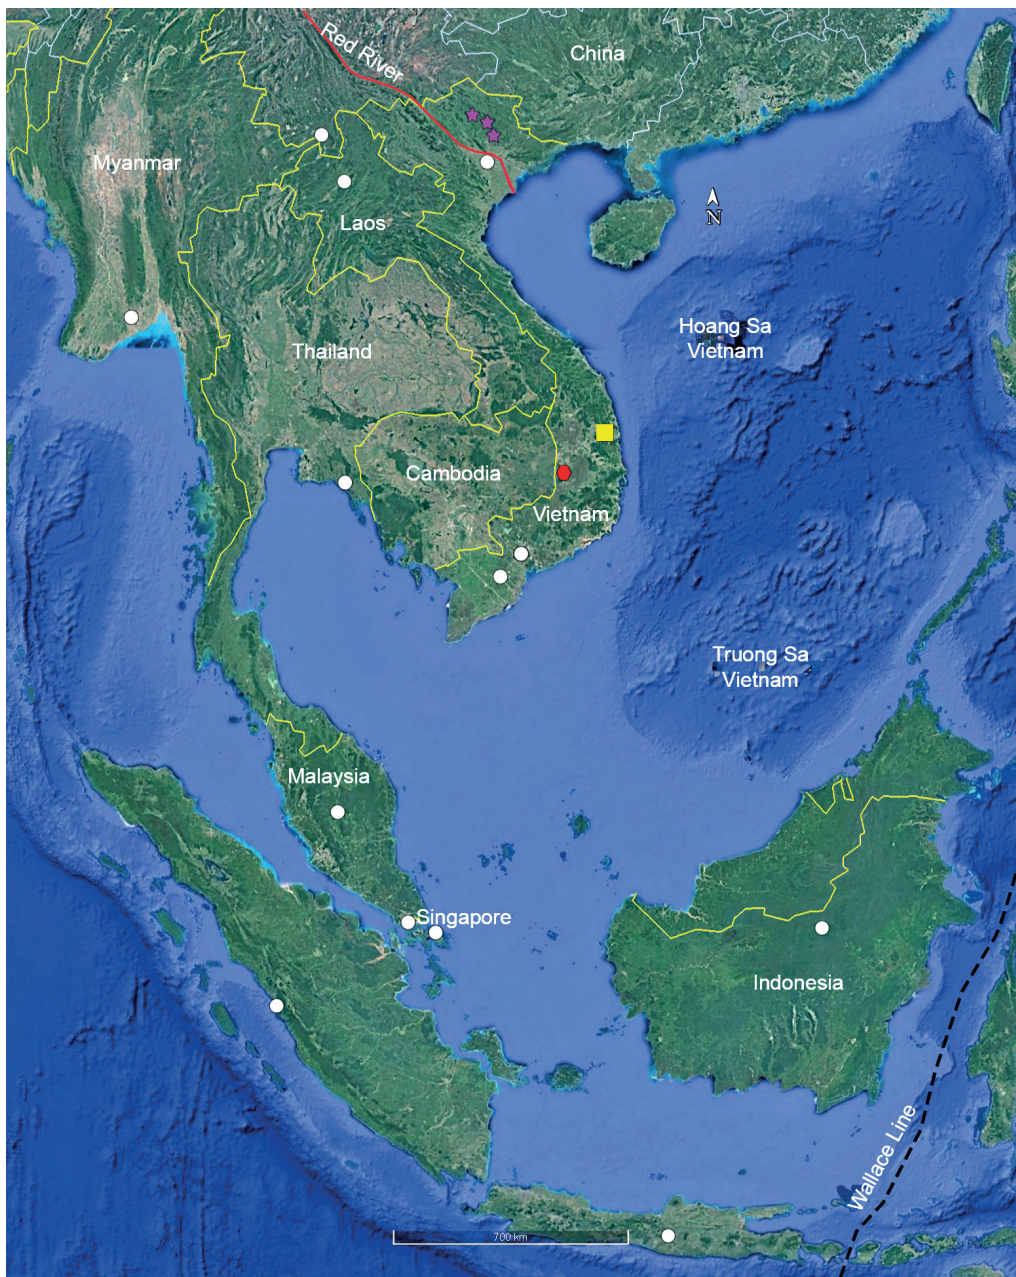 China
Red River
Myanmar
N
Laos
Hoang Sa
Vietnam
Thailand
Cambodia
Vietnam
Truong Sa
Vietnam
Malaysia
Singapore
Indonesia
Wallace Line
700 km